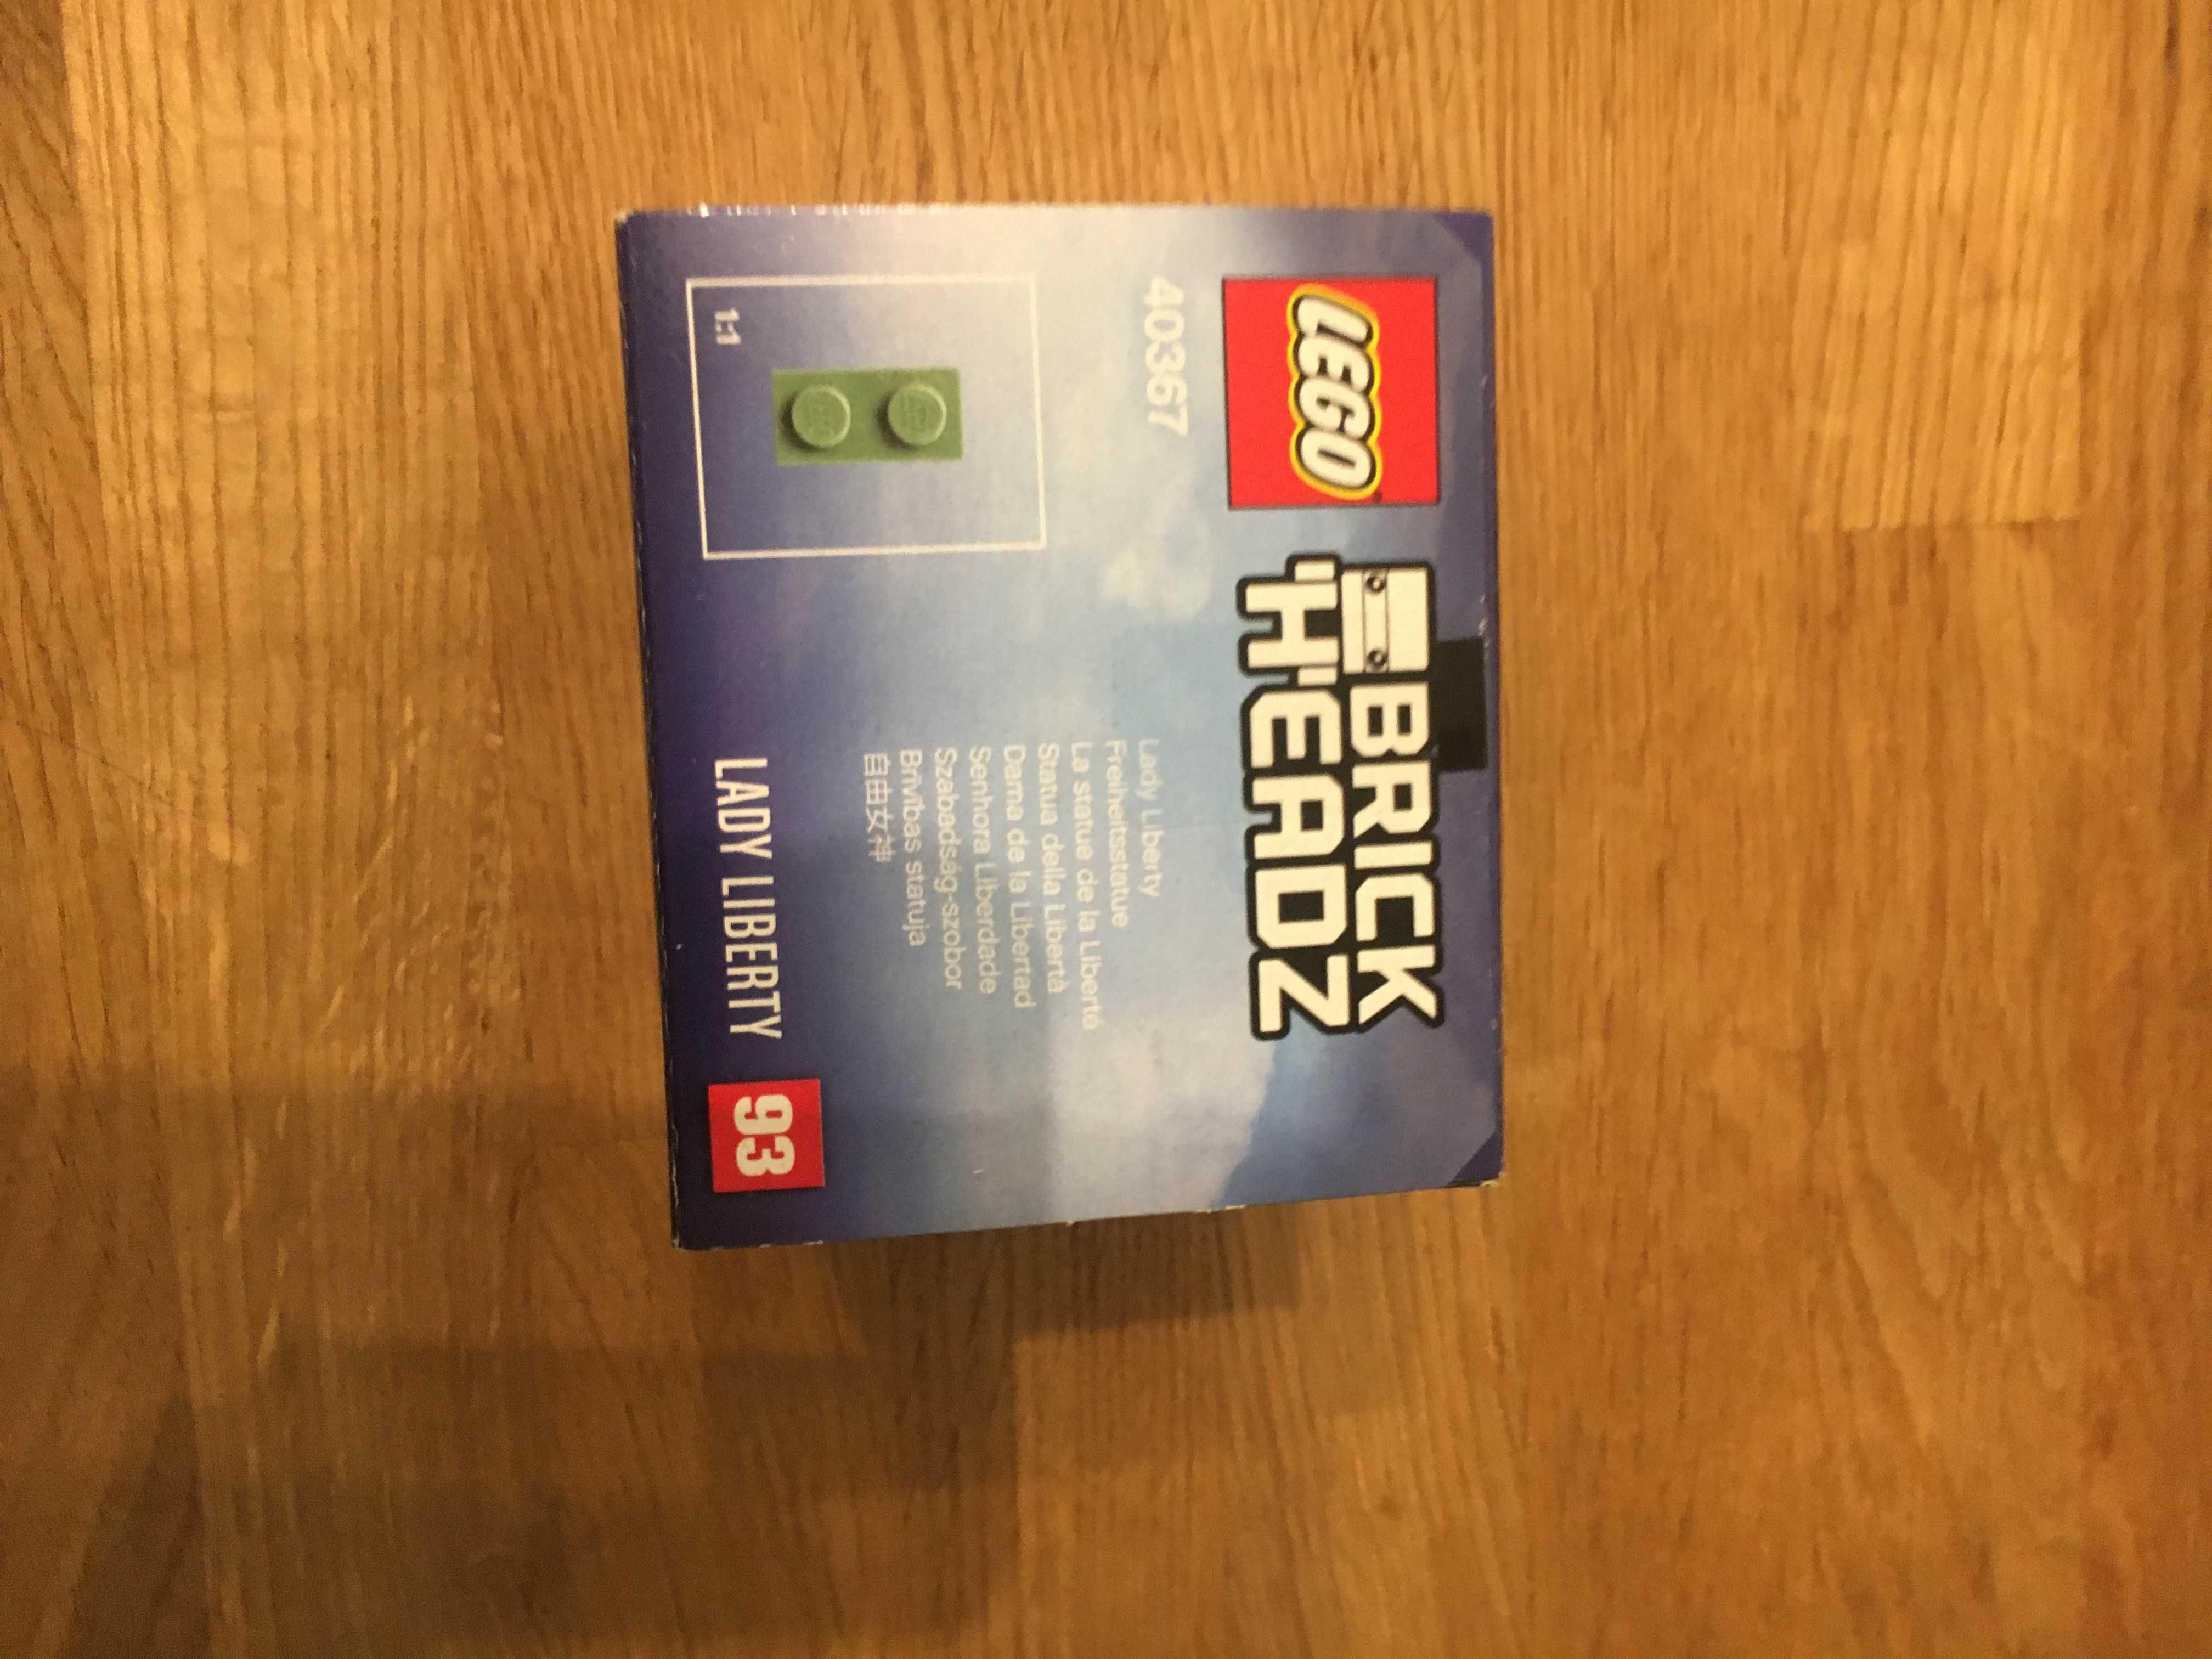 LEGO
BRICK
HEADZ
40367
Lady Liberty
Freiheitsstatue
La statue de la Liberté
Statua della Libertà
Dama de la Libertad
Senhora Liberdade
Szabadság-szobor
Brīvības statuja
自由女神
1:1
LADY LIBERTY
93